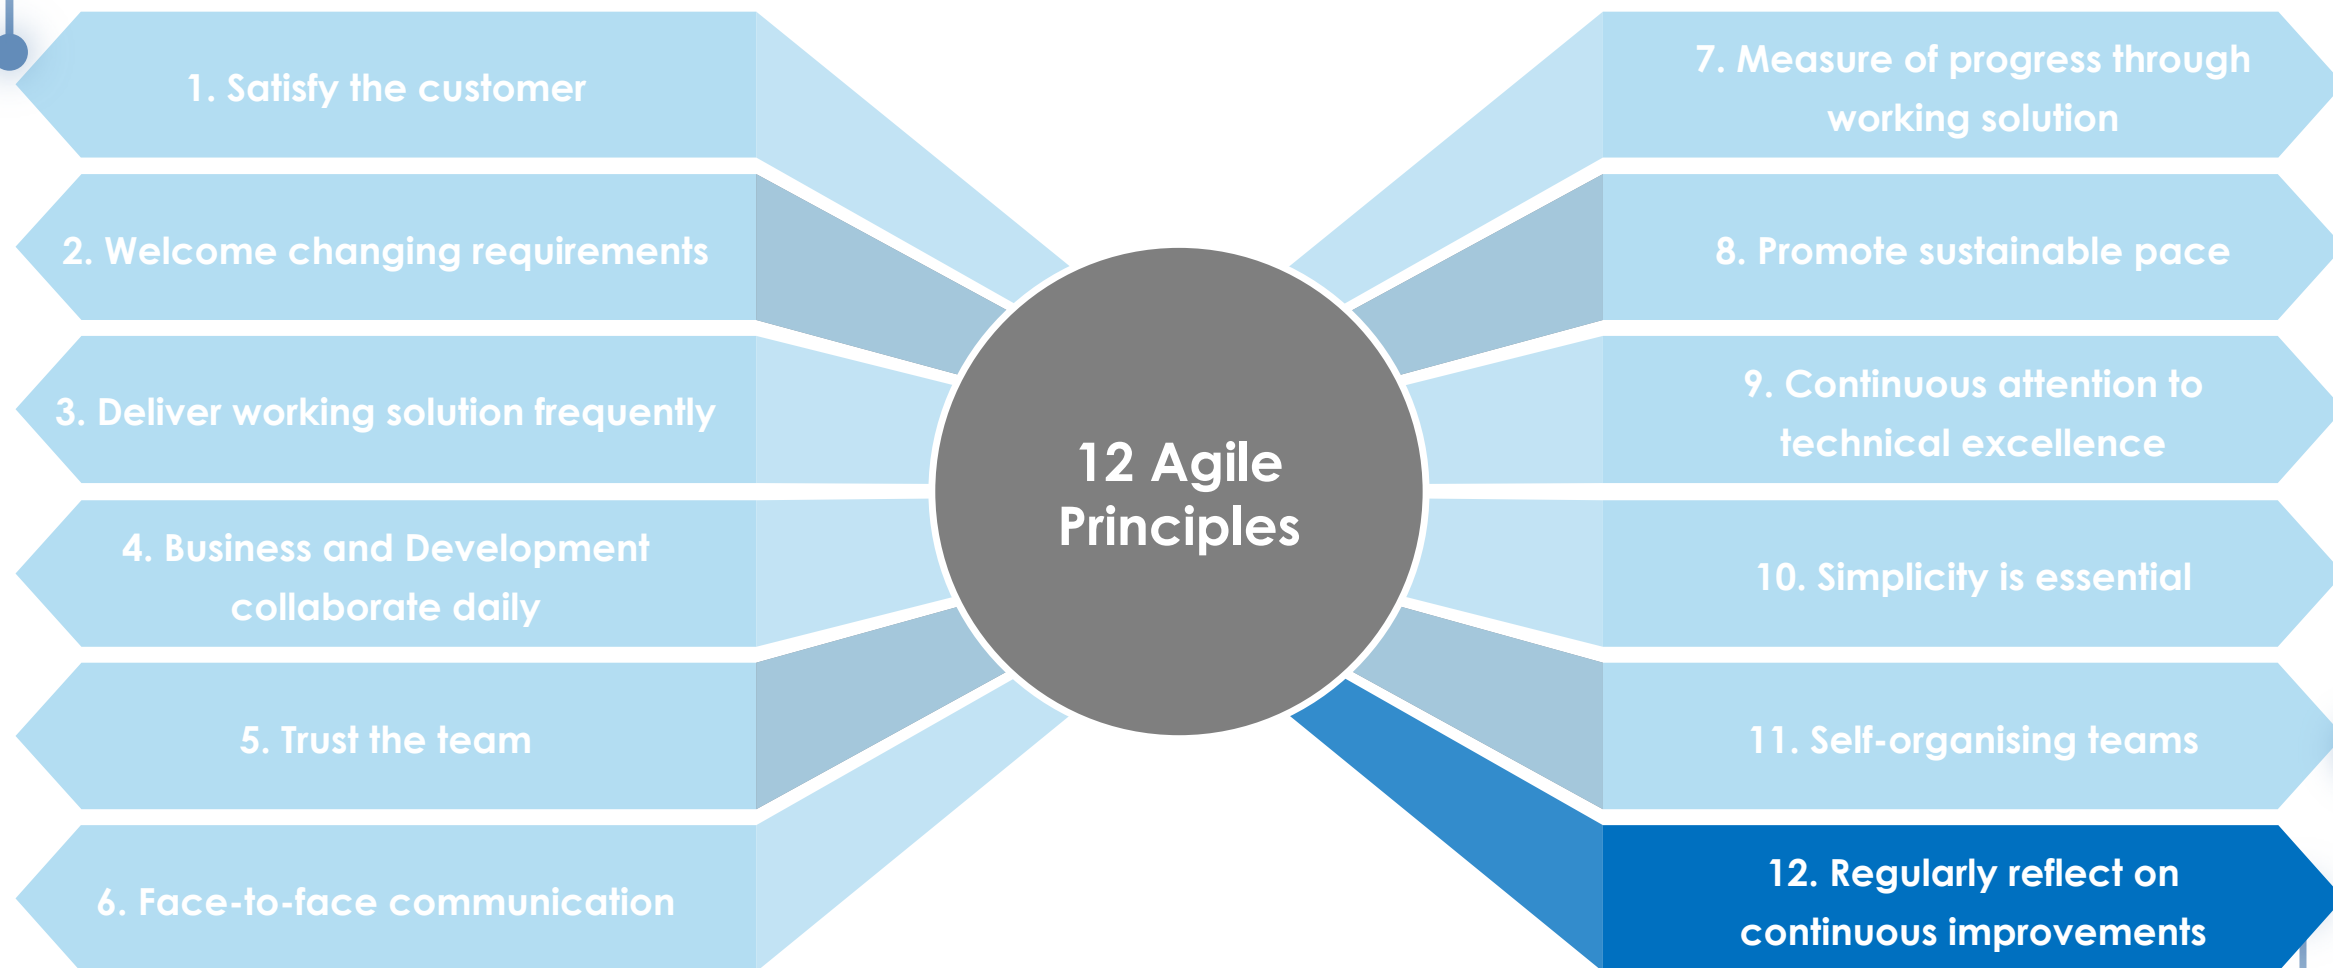 1. Satisfy the customer
2. Welcome changing requirements
3. Deliver working solution frequently
4. Business and Development
collaborate daily
5. Trust the team
6. Face-to-face communication
12 Agile
Principles
7. Measure of progress through
working solution
8. Promote sustainable pace
9. Continuous attention to
technical excellence
10. Simplicity is essential
11. Self-organising teams
12. Regularly reflect on
continuous improvements